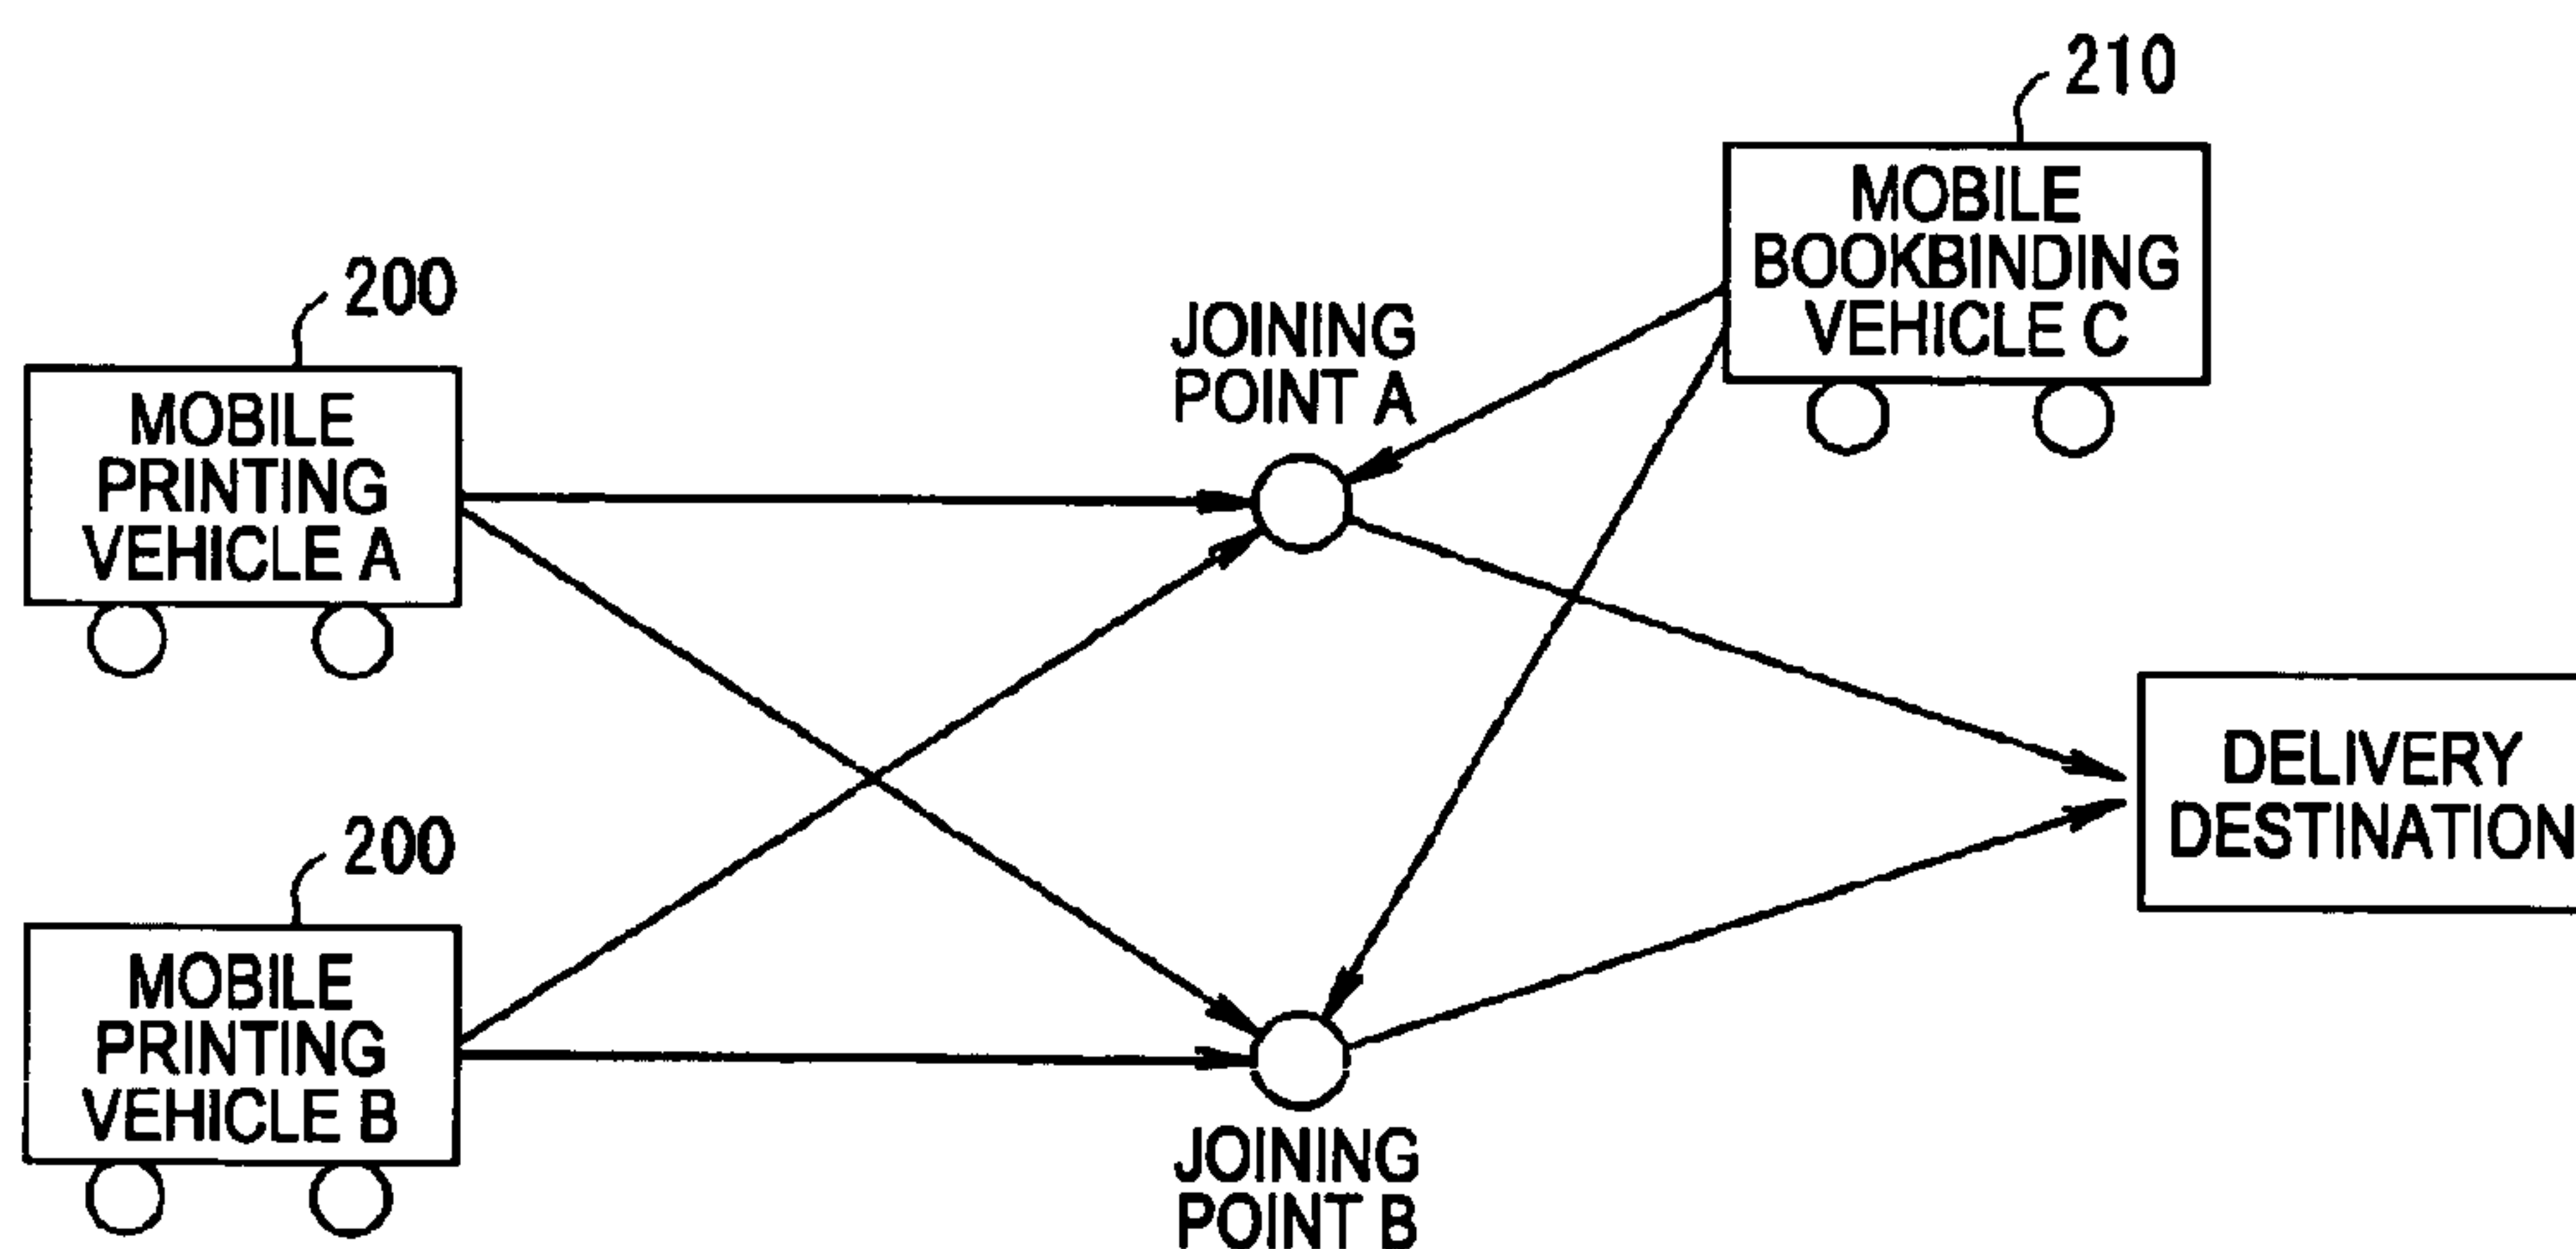 210
MOBILE
BOOKBINDING
VEHICLE C
200
MOBILE
PRINTING
VEHICLE A
JOINING
POINT A
DELIVERY
DESTINATION
200
MOBILE
PRINTING
VEHICLE B
JOINING
POINT B